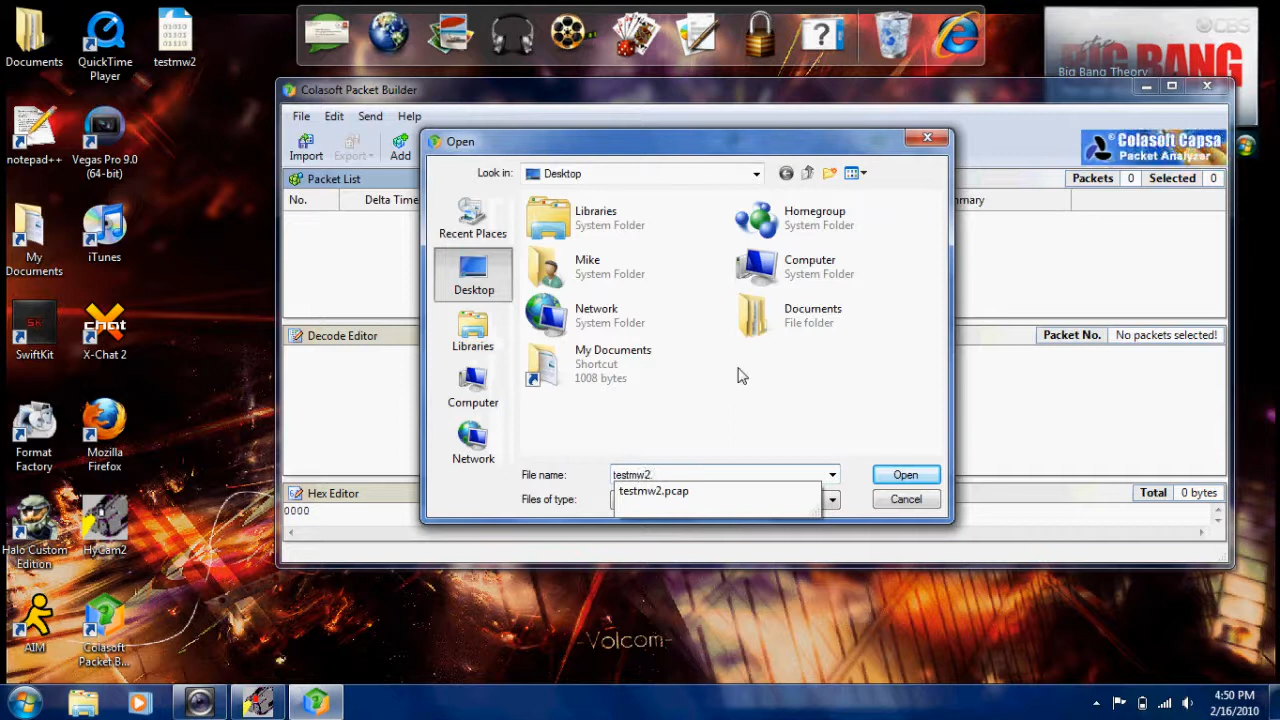 Documents
QuickTime
Player
testmw2
notepad++
Vegas Pro 9.0
(64-bit)
My
Documents
iTunes
SwiftKit
X-Chat 2
Format
Factory
Mozilla
Firefox
Halo Custom
Edition
HyCam2
AIM
Colasoft
Packet B...
CBS
the
BIG BANG
Big Bang Theory
Colasoft Packet Builder
File Edit Send Help
Import Export Add
Colasoft Capsa
Packet Analyzer
Packet List
Packets 0 Selected 0
No. Delta Time
mmary
Open
Look in: Desktop
Recent Places
Desktop
Libraries
Computer
Network
Libraries
System Folder
Homegroup
System Folder
Mike
System Folder
Computer
System Folder
Network
System Folder
Documents
File folder
My Documents
Shortcut
1008 bytes
File name: testmw2.
Open
testmw2.pcap
Files of type:
Cancel
Decode Editor
Packet No. No packets selected!
Hex Editor
Total 0 bytes
0000
-Volcom-
4:50 PM
2/16/2010